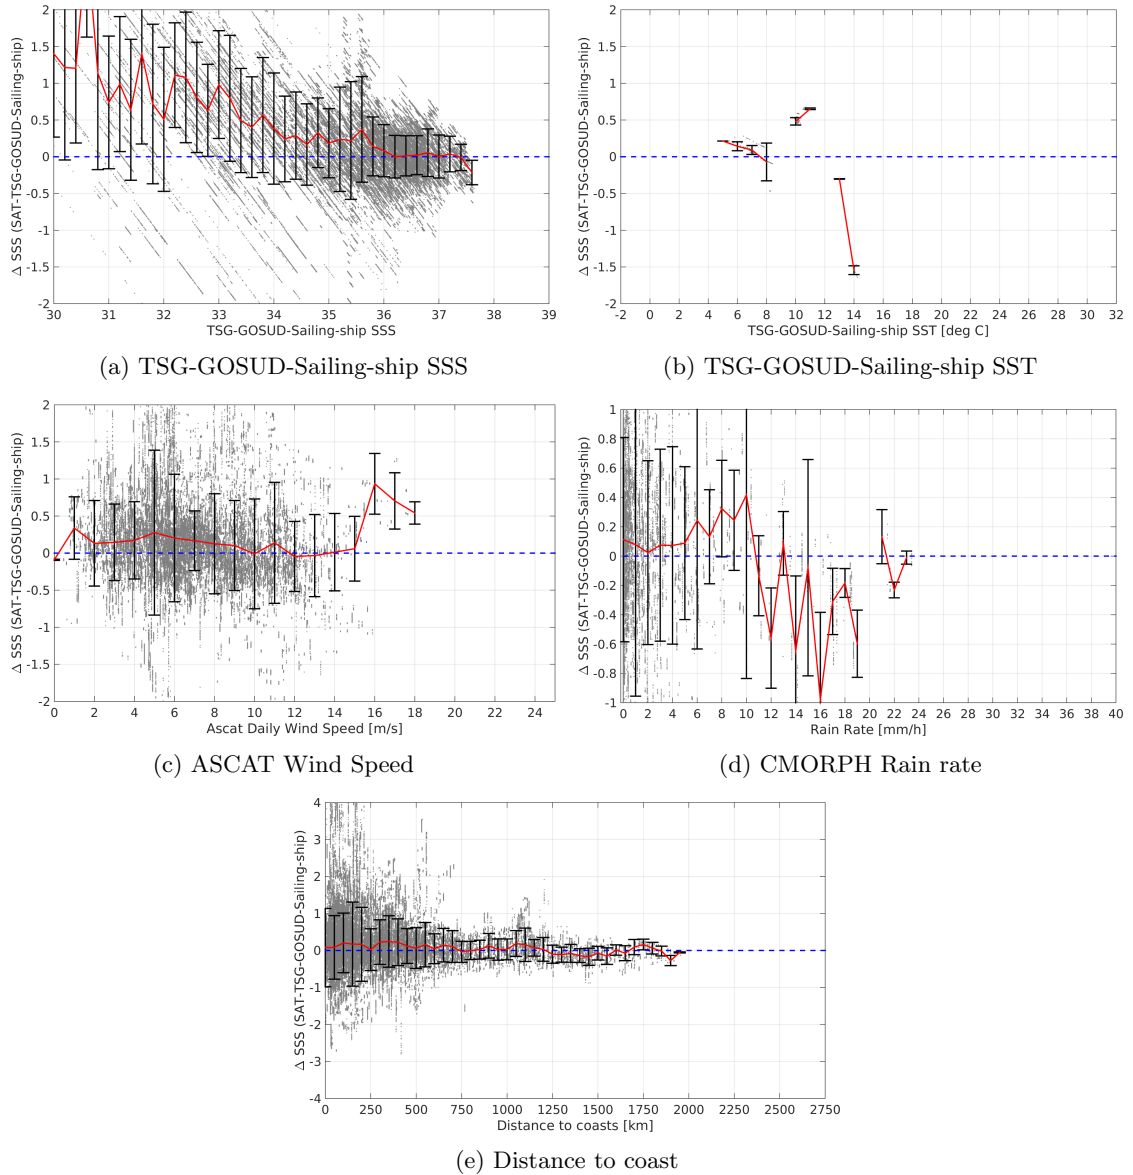 2
1.5
1
0.5
0
-0.5
-1
-1.5
-2
Δ SSS (SAT-TSG-GOSUD-Sailing-ship)
30 31 32 33 34 35 36 37 38 39
TSG-GOSUD-Sailing-ship SSS
(a) TSG-GOSUD-Sailing-ship SSS
2
1.5
1
0.5
0
-0.5
-1
-1.5
-2
Δ SSS (SAT-TSG-GOSUD-Sailing-ship)
-2 0 2 4 6 8 10 12 14 16 18 20 22 24 26 28 30 32
TSG-GOSUD-Sailing-ship SST [deg C]
(b) TSG-GOSUD-Sailing-ship SST
2
1.5
1
0.5
0
-0.5
-1
-1.5
-2
Δ SSS (SAT-TSG-GOSUD-Sailing-ship)
0 2 4 6 8 10 12 14 16 18 20 22 24
Ascat Daily Wind Speed [m/s]
(c) ASCAT Wind Speed
1
0.8
0.6
0.4
0.2
0
-0.2
-0.4
-0.6
-0.8
-1
Δ SSS (SAT-TSG-GOSUD-Sailing-ship)
0 2 4 6 8 10 12 14 16 18 20 22 24 26 28 30 32 34 36 38 40
Rain Rate [mm/h]
(d) CMORPH Rain rate
4
3
2
1
0
-1
-2
-3
-4
Δ SSS (SAT-TSG-GOSUD-Sailing-ship)
0 250 500 750 1000 1250 1500 1750 2000 2250 2500 2750
Distance to coasts [km]
(e) Distance to coast